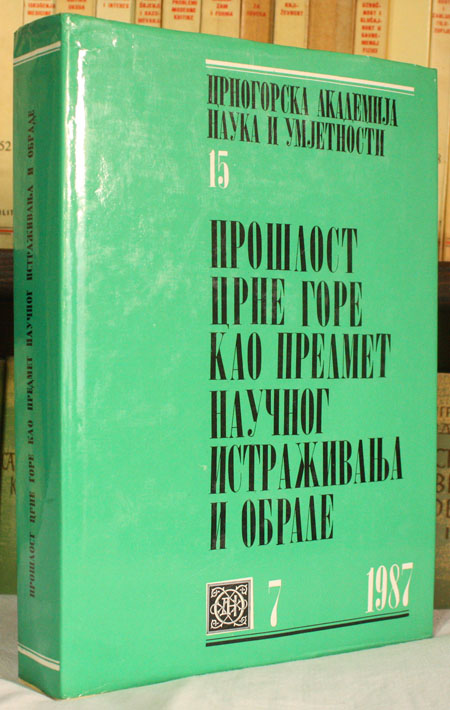 ЦРНОГОРСКА АКАДЕМИЈА
НАУКА И УМЈЕТНОСТИ
15
ПРОШЛОСТ
ЦРНЕ ГОРЕ
КАО ПРЕДМЕТ
НАУЧНОГ
ИСТРАЖИВАЊА
И ОБРАДЕ
7
1987
ПРОШЛОСТ ЦРНЕ ГОРЕ КАО ПРЕДМЕТ НАУЧНОГ ИСТРАЖИВАЊА И ОБРАДЕ